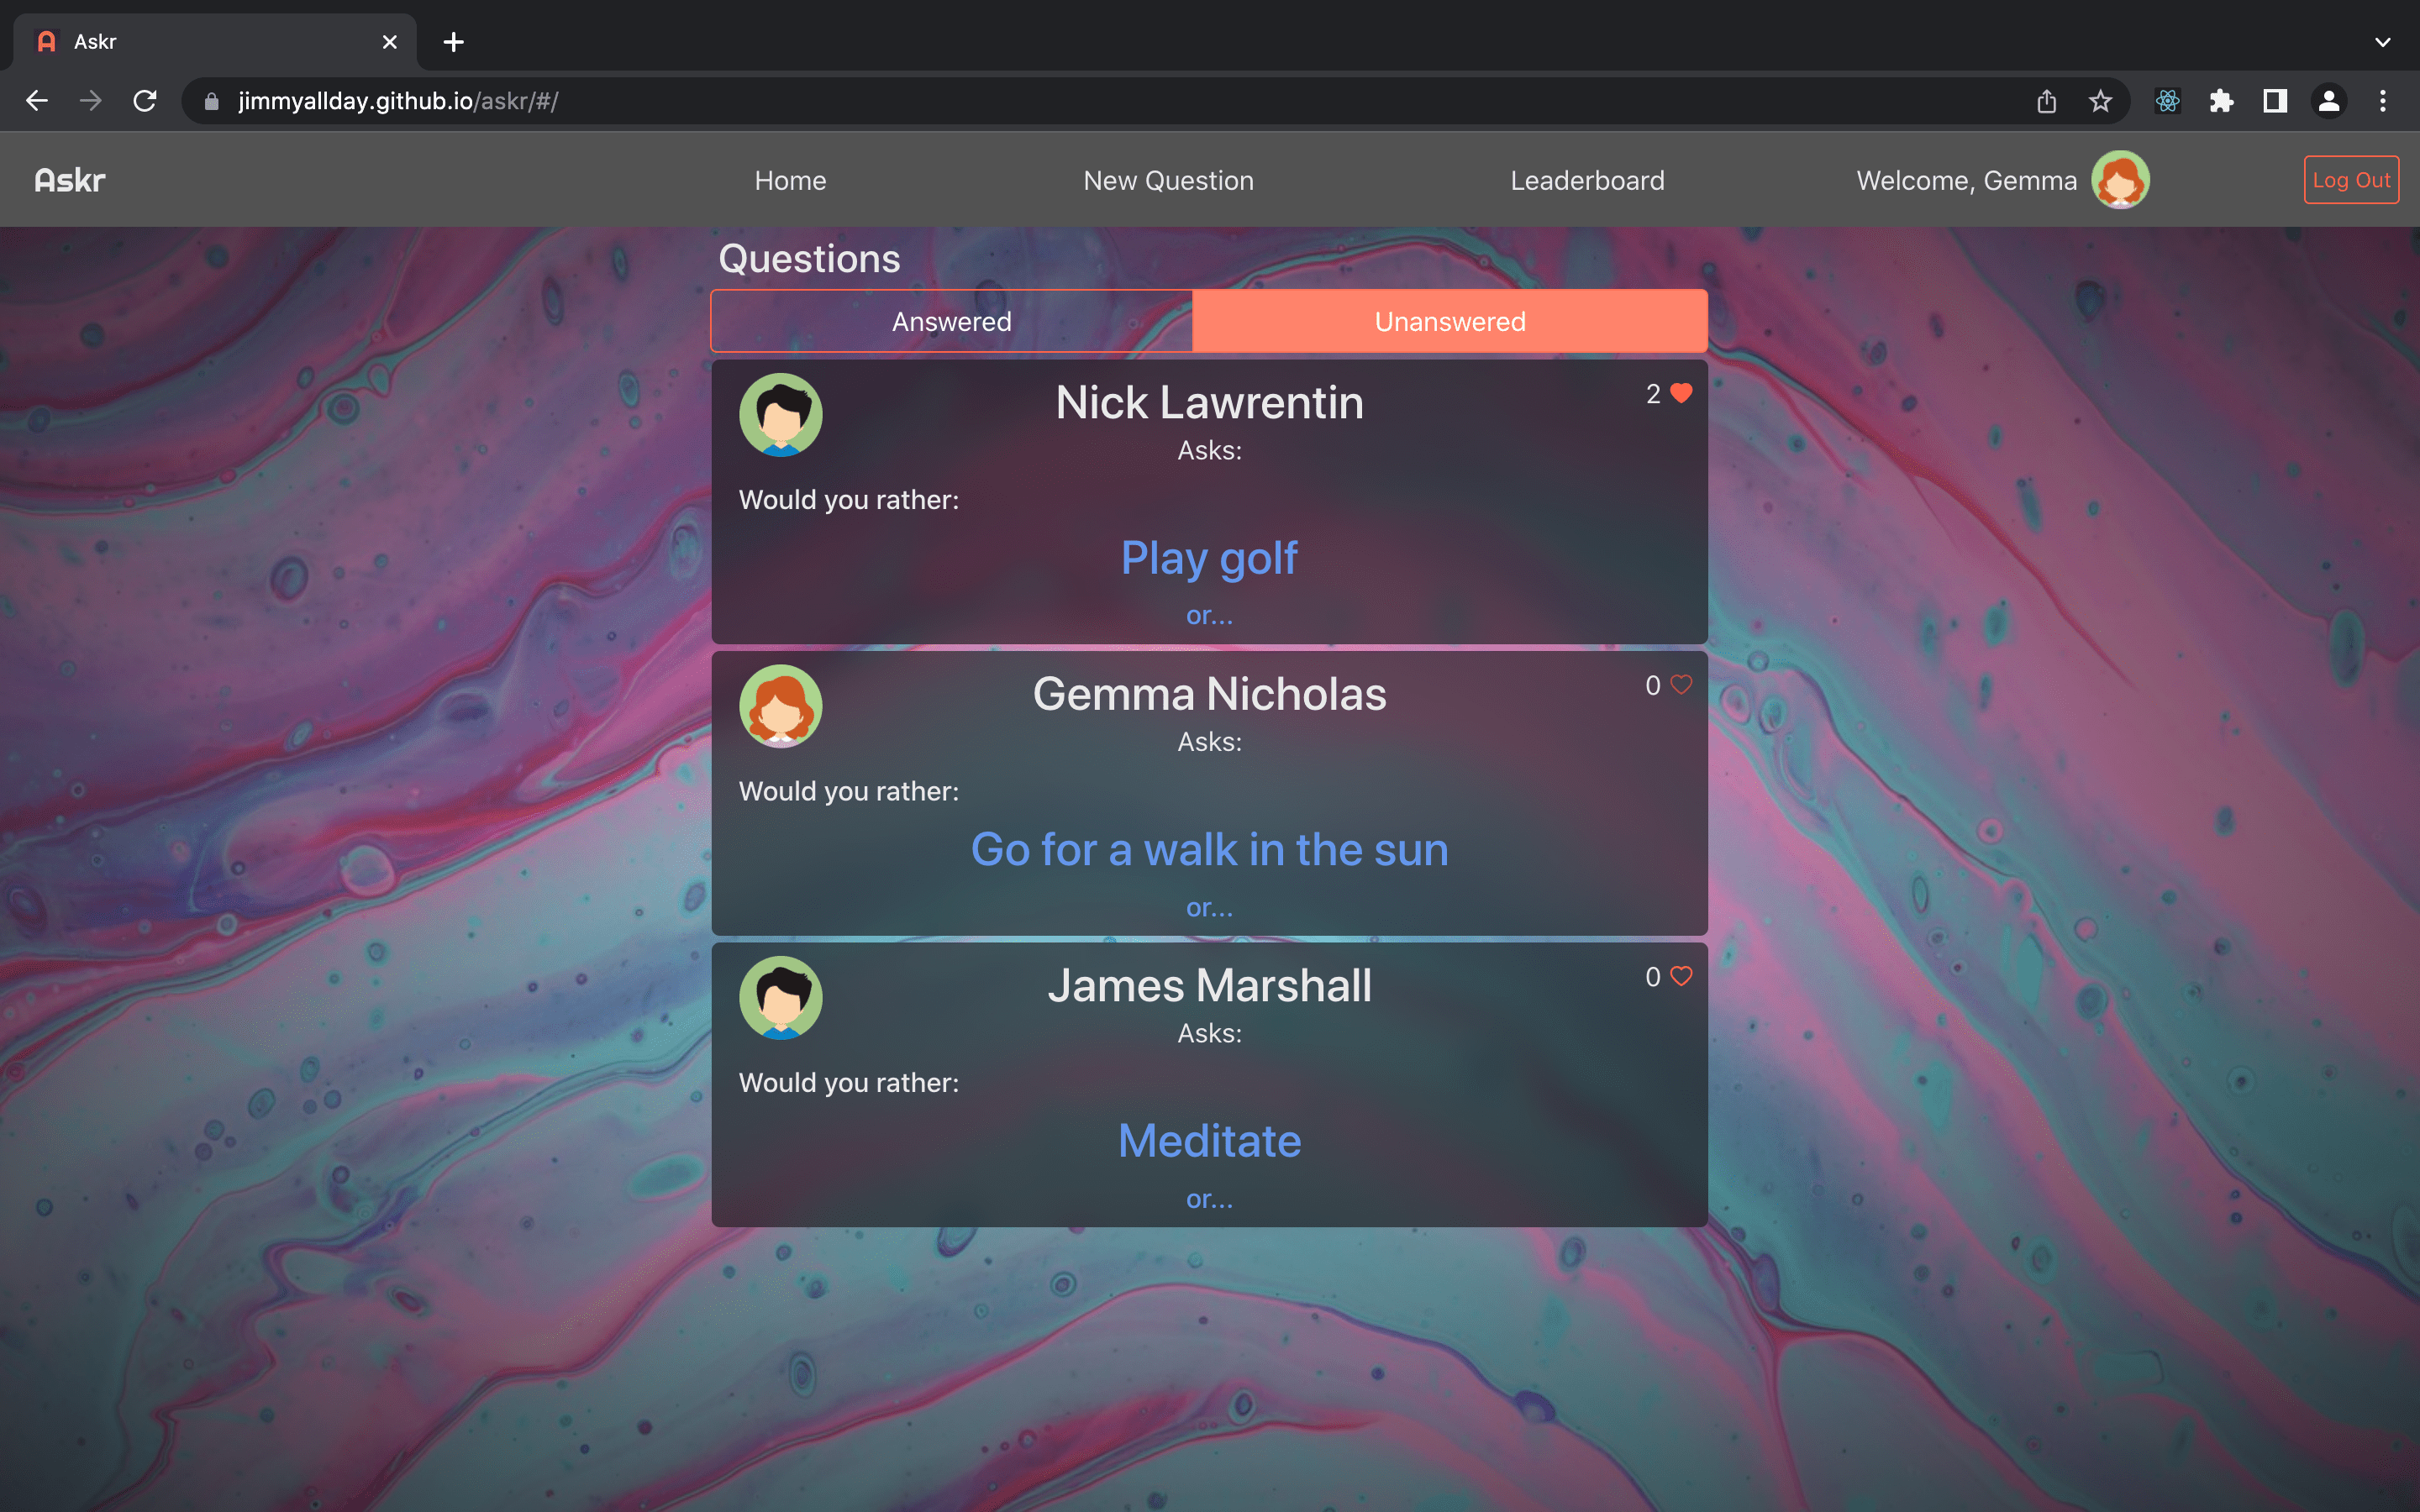 Askr
jimmyallday.github.io/askr/#/
Askr
Home
New Question
Leaderboard
Welcome, Gemma
Log Out
Questions
Answered
Unanswered
Nick Lawrentin
2
Asks:
Would you rather:
Play golf
or...
Gemma Nicholas
0
Asks:
Would you rather:
Go for a walk in the sun
or...
James Marshall
0
Asks:
Would you rather:
Meditate
or...